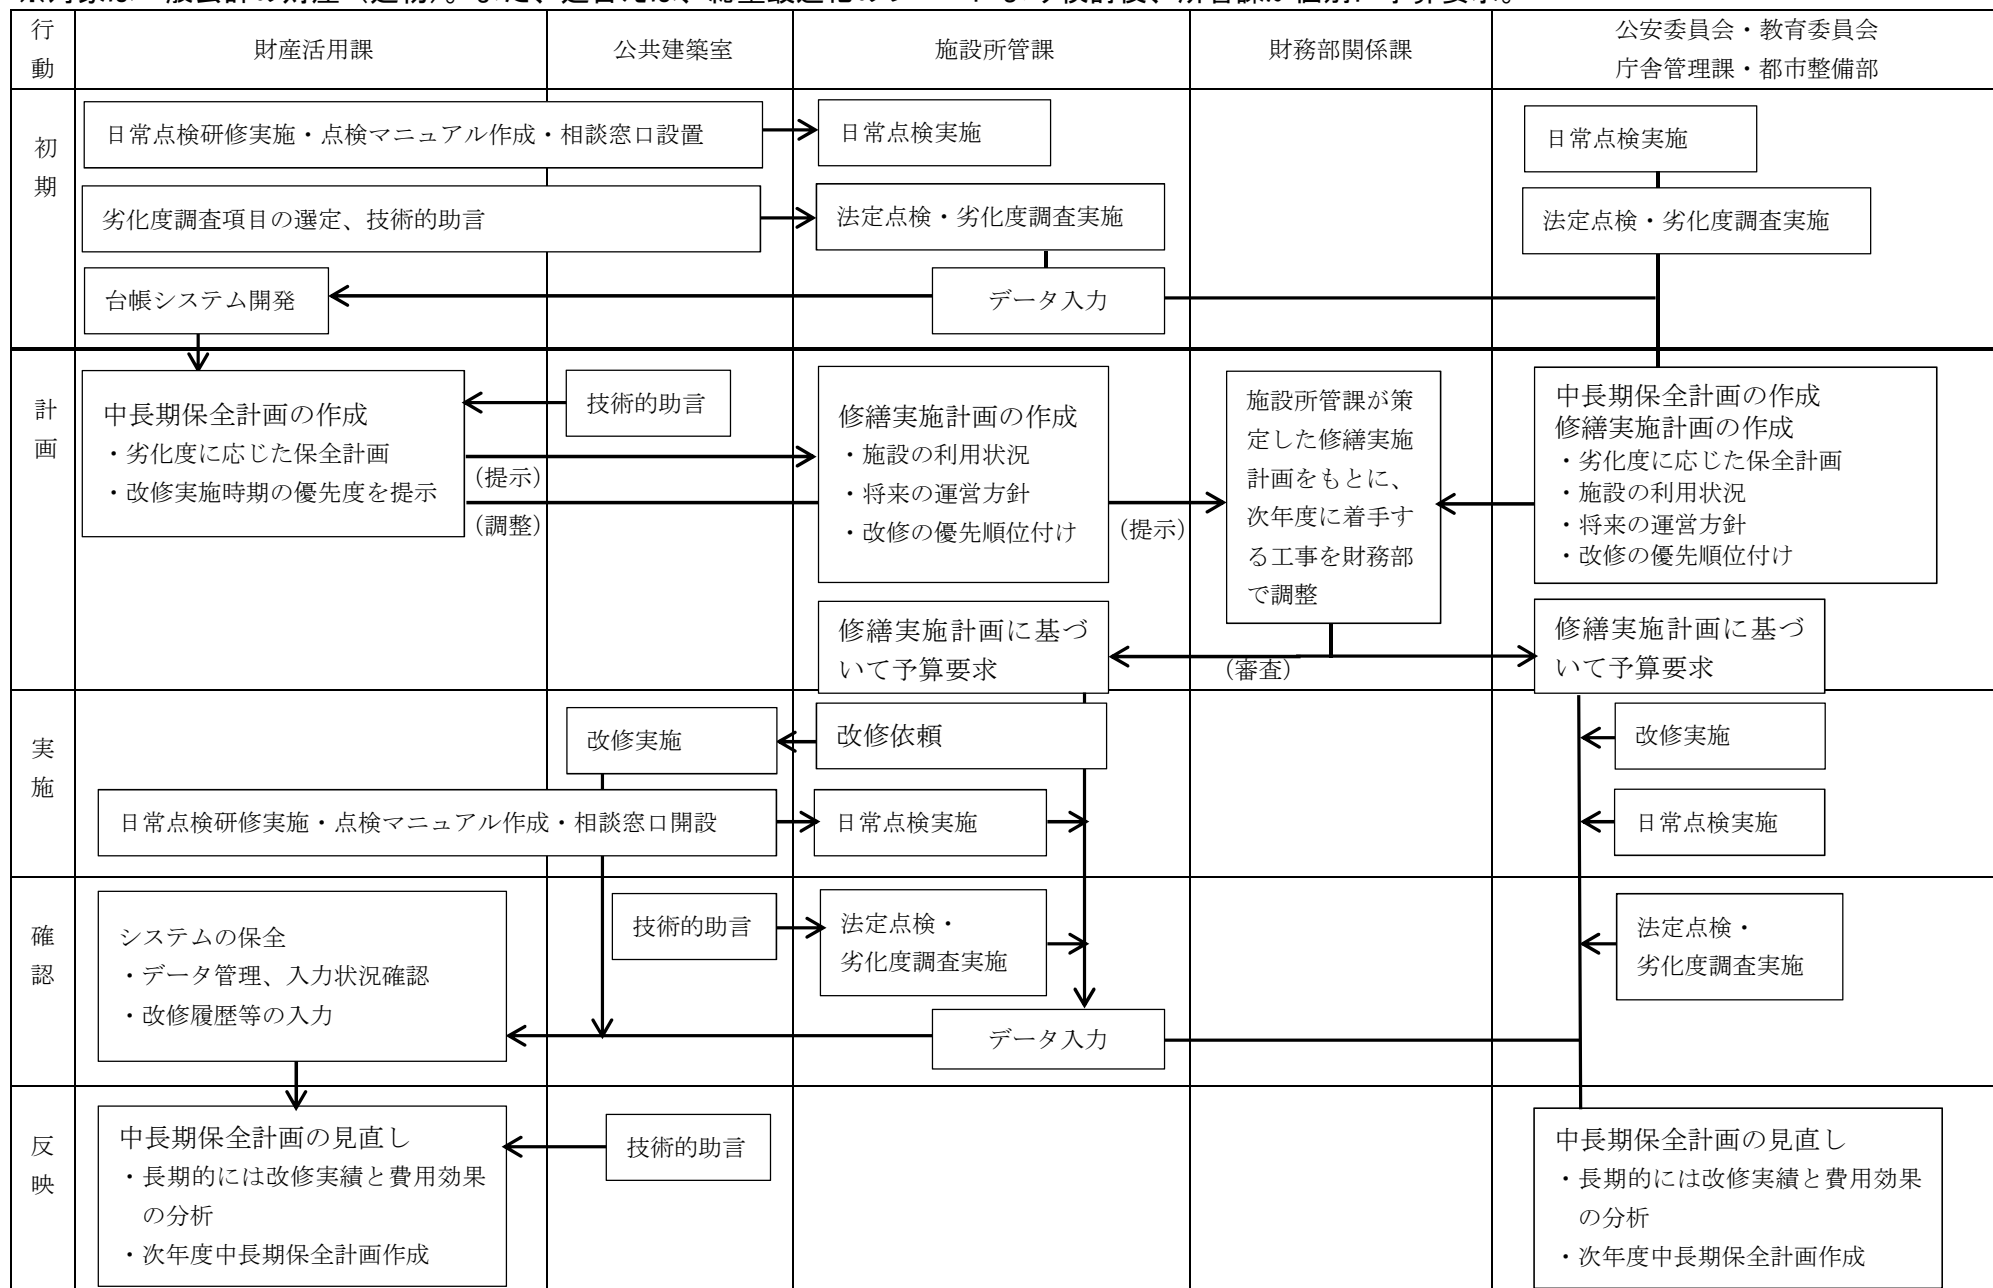 行
動
財産活用課
公共建築室
施設所管課
財務部関係課
公安委員会・教育委員会
庁舎管理課・都市整備部
初
期
日常点検研修実施・点検マニュアル作成・相談窓口設置
日常点検実施
日常点検実施
劣化度調査項目の選定、技術的助言
法定点検・劣化度調査実施
法定点検・劣化度調査実施
台帳システム開発
データ入力
計
画
中長期保全計画の作成
・劣化度に応じた保全計画
・改修実施時期の優先度を提示
技術的助言
(提示)
(調整)
修繕実施計画の作成
・施設の利用状況
・将来の運営方針
・改修の優先順位付け
(提示)
施設所管課が策
定した修繕実施
計画をもとに、
次年度に着手す
る工事を財務部
で調整
中長期保全計画の作成
修繕実施計画の作成
・劣化度に応じた保全計画
・施設の利用状況
・将来の運営方針
・改修の優先順位付け
修繕実施計画に基づ
いて予算要求
(審査)
修繕実施計画に基づ
いて予算要求
実
施
改修実施
改修依頼
改修実施
日常点検研修実施・点検マニュアル作成・相談窓口開設
日常点検実施
日常点検実施
確
認
システムの保全
・データ管理、入力状況確認
・改修履歴等の入力
技術的助言
法定点検・
劣化度調査実施
法定点検・
劣化度調査実施
データ入力
反
映
中長期保全計画の見直し
・長期的には改修実績と費用効果
の分析
・次年度中長期保全計画作成
技術的助言
中長期保全計画の見直し
・長期的には改修実績と費用効果
の分析
・次年度中長期保全計画作成